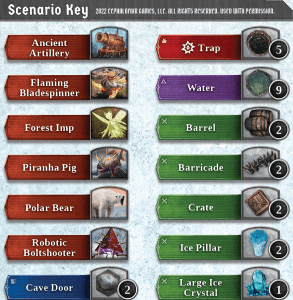 Scenario Key
2022 CEPHALOFAIR GAMES, LLC. ALL RIGHTS RESERVED. USED WITH PERMISSION.
Ancient
Artillery
Flaming
Bladespinner
Forest Imp
Piranha Pig
Polar Bear
Robotic
Boltshooter
Cave Door
2
Trap
5
Water
9
Barrel
2
Barricade
2
Crate
2
Ice Pillar
2
Large Ice
Crystal
1